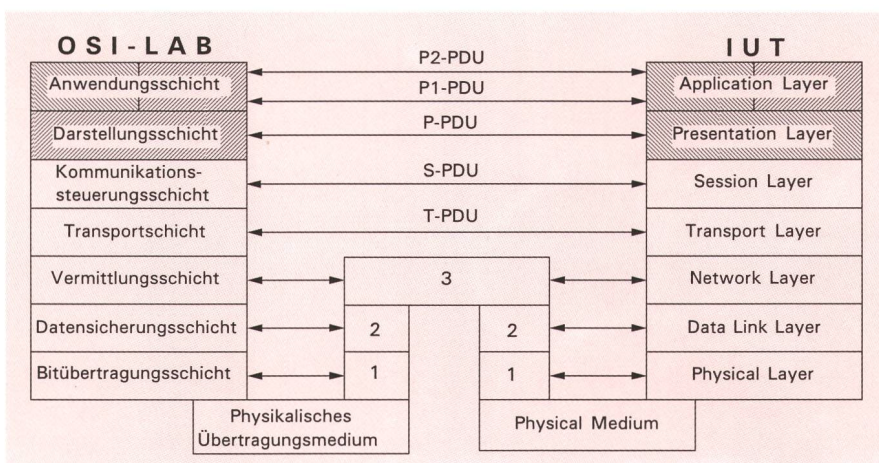 OSI-LAB
IUT
P2-PDU
Anwendungsschicht
P1-PDU
Application Layer
Darstellungsschicht
P-PDU
Presentation Layer
Kommunikations-
steuerungsschicht
S-PDU
Session Layer
Transportschicht
T-PDU
Transport Layer
Vermittlungsschicht
3
Network Layer
Datensicherungsschicht
2
2
Data Link Layer
Bitübertragungsschicht
1
1
Physical Layer
Physikalisches
Übertragungsmedium
Physical Medium